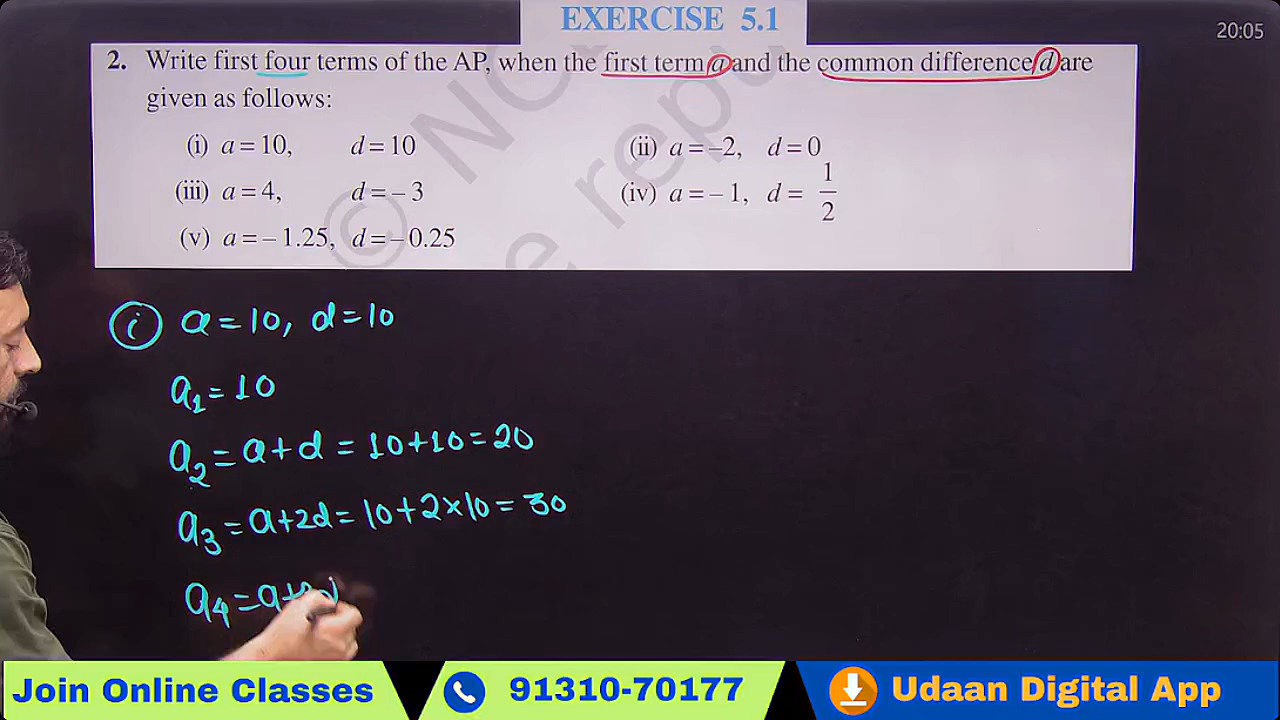 EXERCISE 5.1
20:05
2. Write first four terms of the AP, when the first term a and the common difference d are
given as follows:
(i) a = 10, d = 10 (ii) a = –2, d = 0
(iii) a = 4, d = – 3 (iv) a = – 1, d = 1/2
(v) a = – 1.25, d = – 0.25
i a = 10, d = 10
a₁ = 10
a₂ = a + d = 10 + 10 = 20
a₃ = a + 2d = 10 + 2 × 10 = 30
a₄ = a +
Join Online Classes 91310-70177 Udaan Digital App